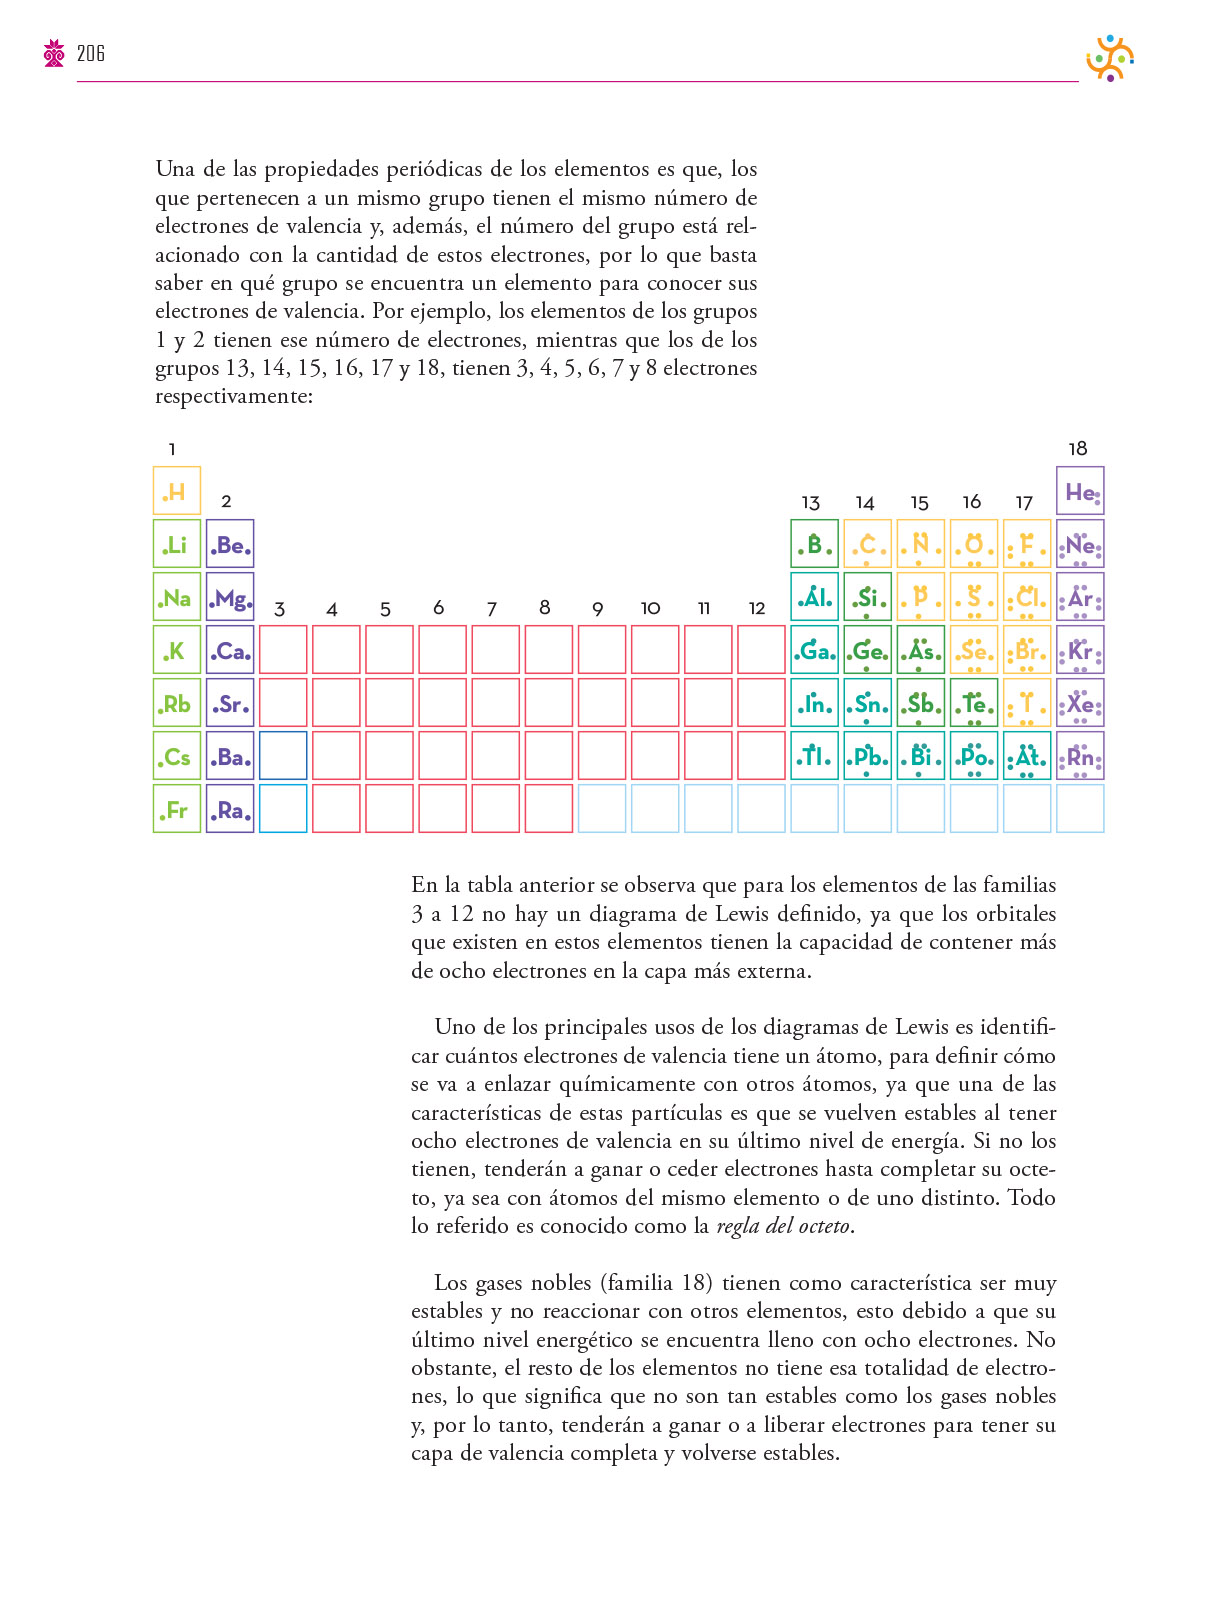 206
Una de las propiedades periódicas de los elementos es que, los
que pertenecen a un mismo grupo tienen el mismo número de
electrones de valencia y, además, el número del grupo está rel-
acionado con la cantidad de estos electrones, por lo que basta
saber en qué grupo se encuentra un elemento para conocer sus
electrones de valencia. Por ejemplo, los elementos de los grupos
1 y 2 tienen ese número de electrones, mientras que los de los
grupos 13, 14, 15, 16, 17 y 18, tienen 3, 4, 5, 6, 7 y 8 electrones
respectivamente:
1 18
H He
2 13 14 15 16 17
Li Be B C N O F Ne
Na Mg Al Si P S Cl Ar
3 4 5 6 7 8 9 10 11 12
K Ca Ga Ge As Se Br Kr
Rb Sr In Sn Sb Te I Xe
Cs Ba Tl Pb Bi Po At Rn
Fr Ra
En la tabla anterior se observa que para los elementos de las familias
3 a 12 no hay un diagrama de Lewis definido, ya que los orbitales
que existen en estos elementos tienen la capacidad de contener más
de ocho electrones en la capa más externa.
Uno de los principales usos de los diagramas de Lewis es identifi-
car cuántos electrones de valencia tiene un átomo, para definir cómo
se va a enlazar químicamente con otros átomos, ya que una de las
características de estas partículas es que se vuelven estables al tener
ocho electrones de valencia en su último nivel de energía. Si no los
tienen, tenderán a ganar o ceder electrones hasta completar su octe-
to, ya sea con átomos del mismo elemento o de uno distinto. Todo
lo referido es conocido como la regla del octeto.
Los gases nobles (familia 18) tienen como característica ser muy
estables y no reaccionar con otros elementos, esto debido a que su
último nivel energético se encuentra lleno con ocho electrones. No
obstante, el resto de los elementos no tiene esa totalidad de electro-
nes, lo que significa que no son tan estables como los gases nobles
y, por lo tanto, tenderán a ganar o a liberar electrones para tener su
capa de valencia completa y volverse estables.